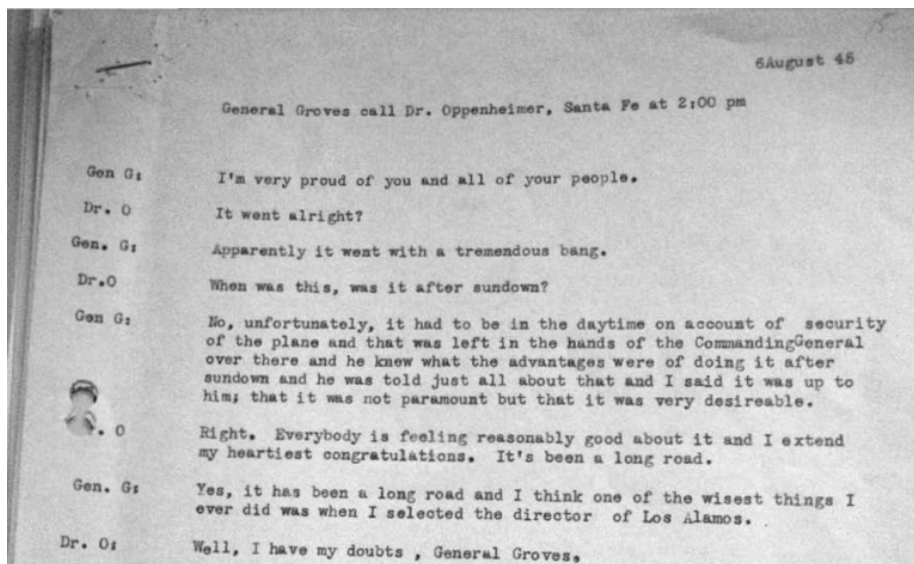 6August 45
General Groves call Dr. Oppenheimer, Santa Fe at 2:00 pm
Gen G: I'm very proud of you and all of your people.
Dr. O It went alright?
Gen. G: Apparently it went with a tremendous bang.
Dr.O When was this, was it after sundown?
Gen G: No, unfortunately, it had to be in the daytime on account of security
of the plane and that was left in the hands of the CommandingGeneral
over there and he knew what the advantages were of doing it after
sundown and he was told just all about that and I said it was up to
him; that it was not paramount but that it was very desireable.
. O Right. Everybody is feeling reasonably good about it and I extend
my heartiest congratulations. It's been a long road.
Gen. G: Yes, it has been a long road and I think one of the wisest things I
ever did was when I selected the director of Los Alamos.
Dr. O: Well, I have my doubts , General Groves.